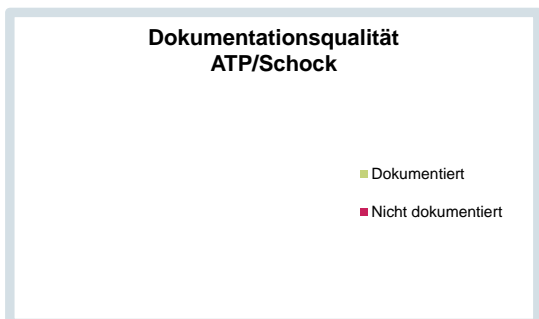 Dokumentationsqualität
ATP/Schock
Dokumentiert
Nicht dokumentiert